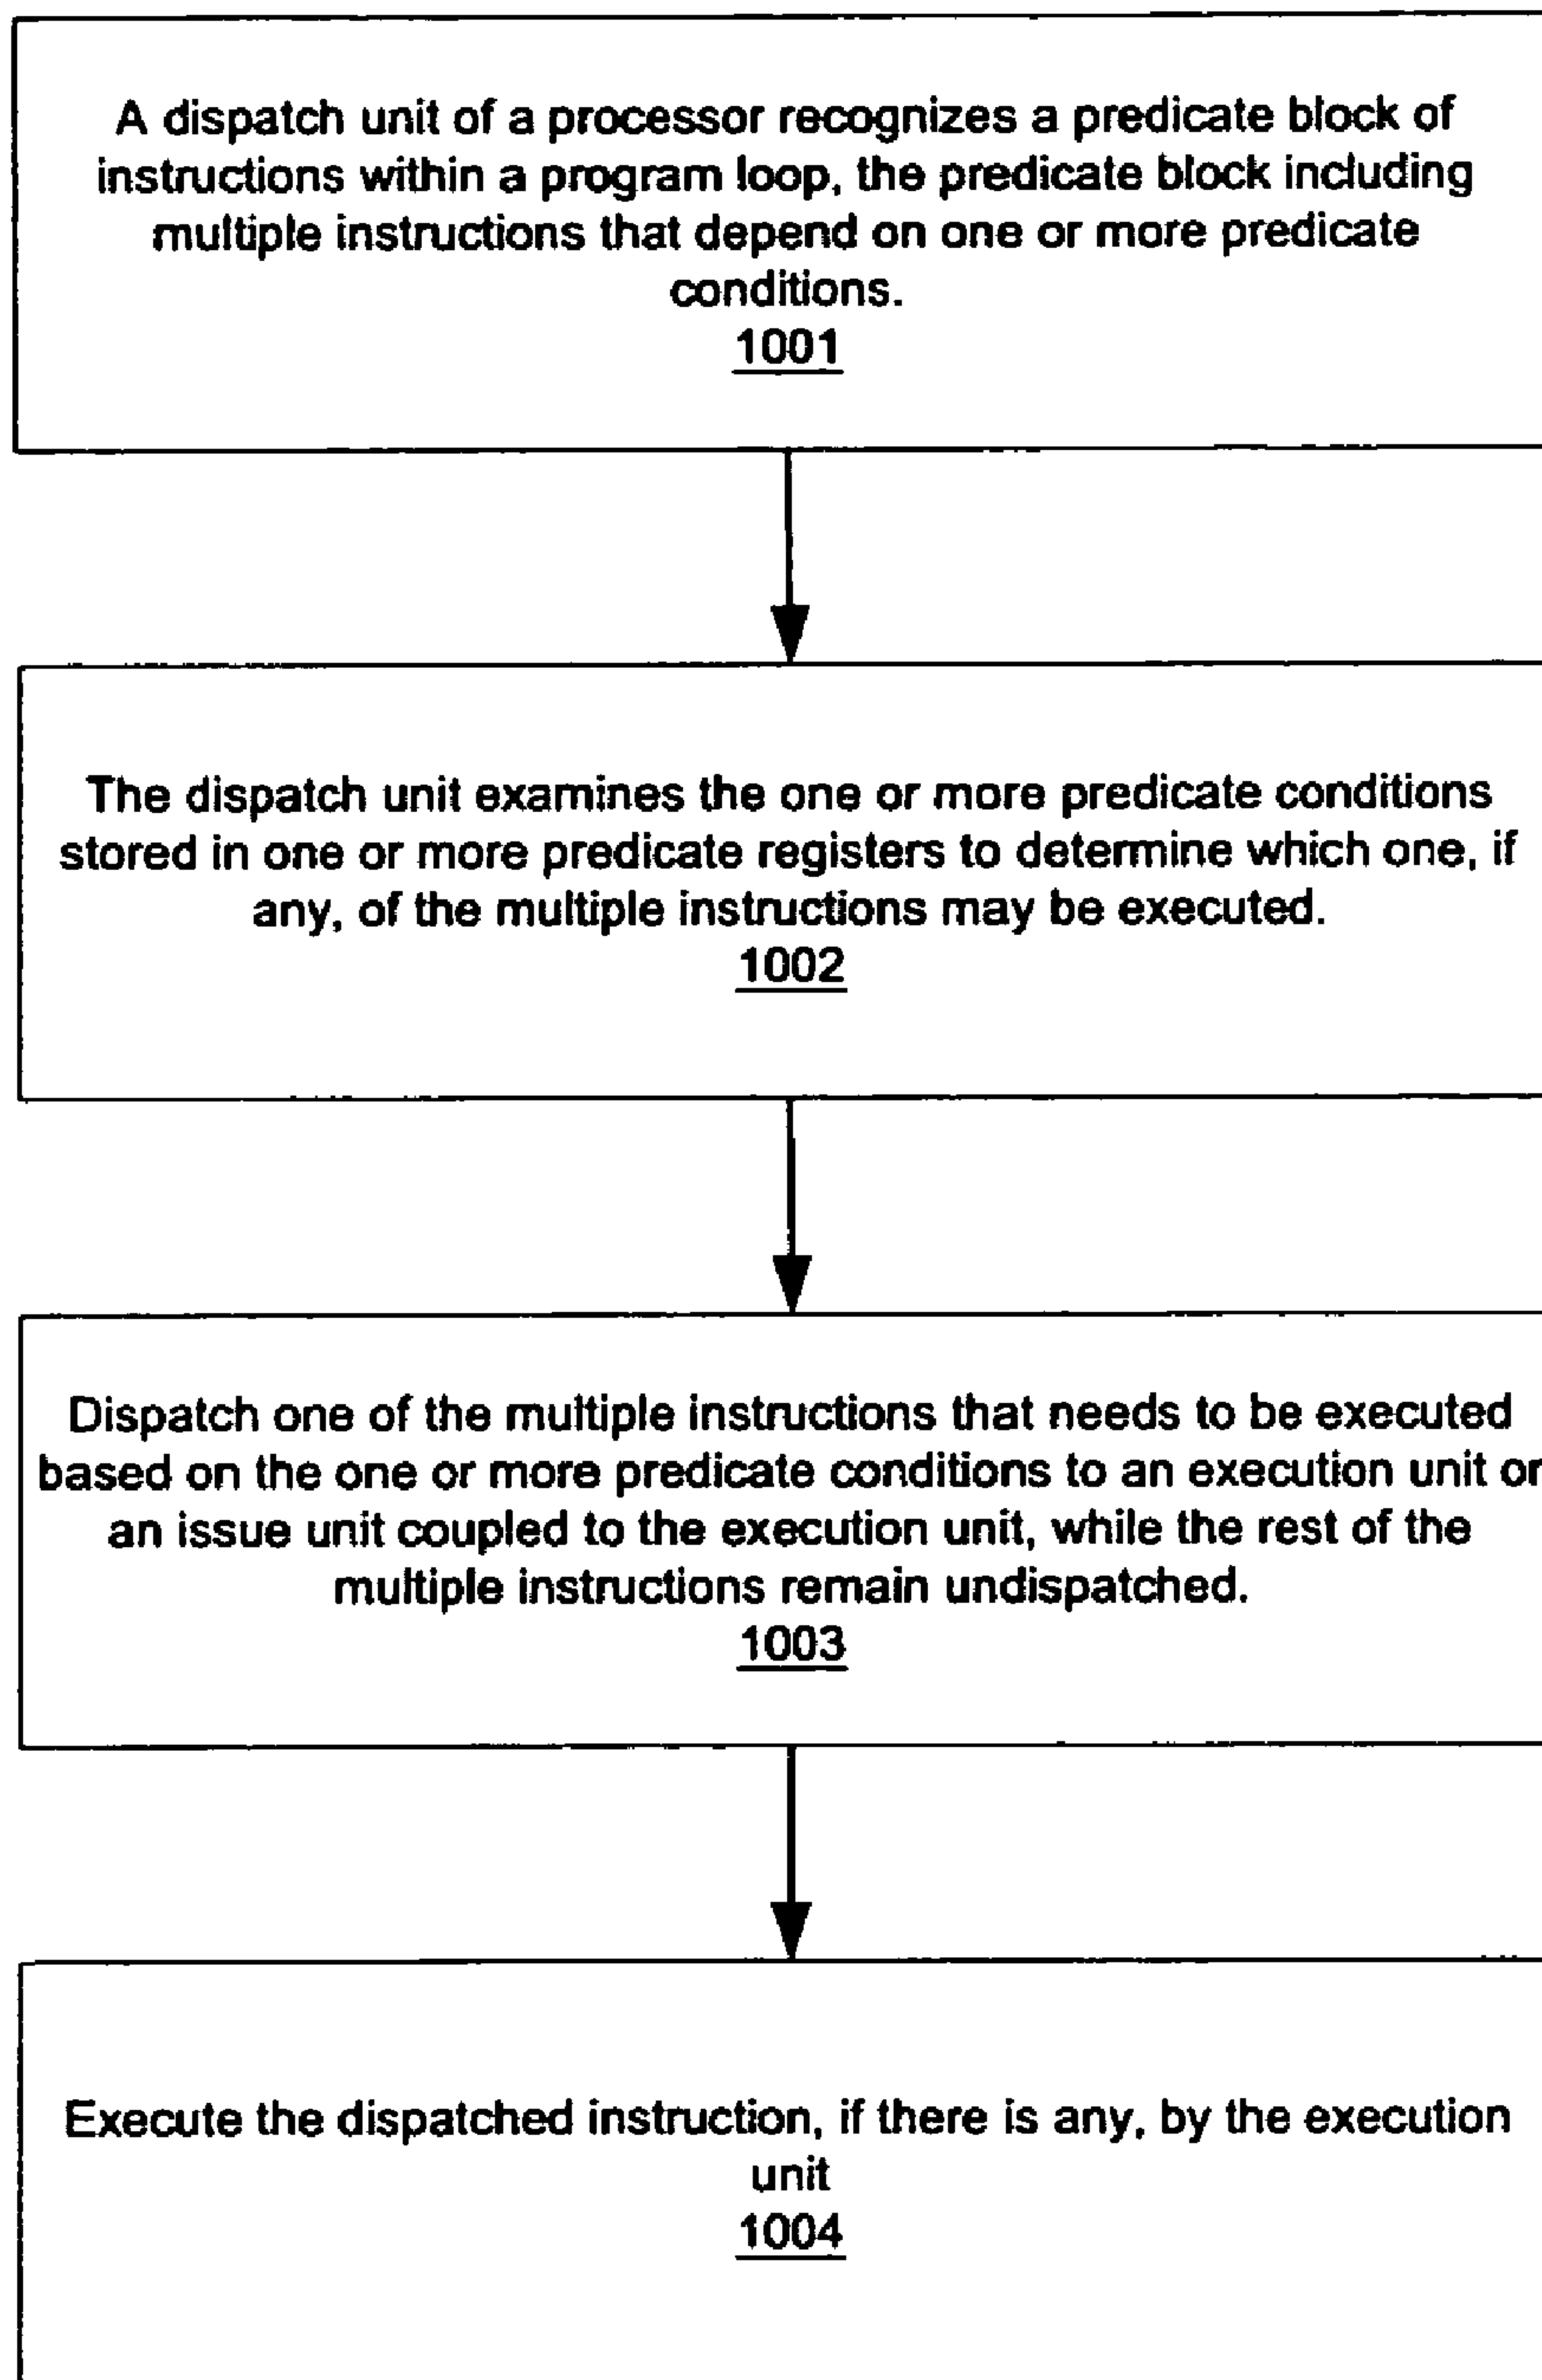 A dispatch unit of a processor recognizes a predicate block of
instructions within a program loop, the predicate block including
multiple instructions that depend on one or more predicate
conditions.
1001
The dispatch unit examines the one or more predicate conditions
stored in one or more predicate registers to determine which one, if
any, of the multiple instructions may be executed.
1002
Dispatch one of the multiple instructions that needs to be executed
based on the one or more predicate conditions to an execution unit or
an issue unit coupled to the execution unit, while the rest of the
multiple instructions remain undispatched.
1003
Execute the dispatched instruction, if there is any, by the execution
unit
1004